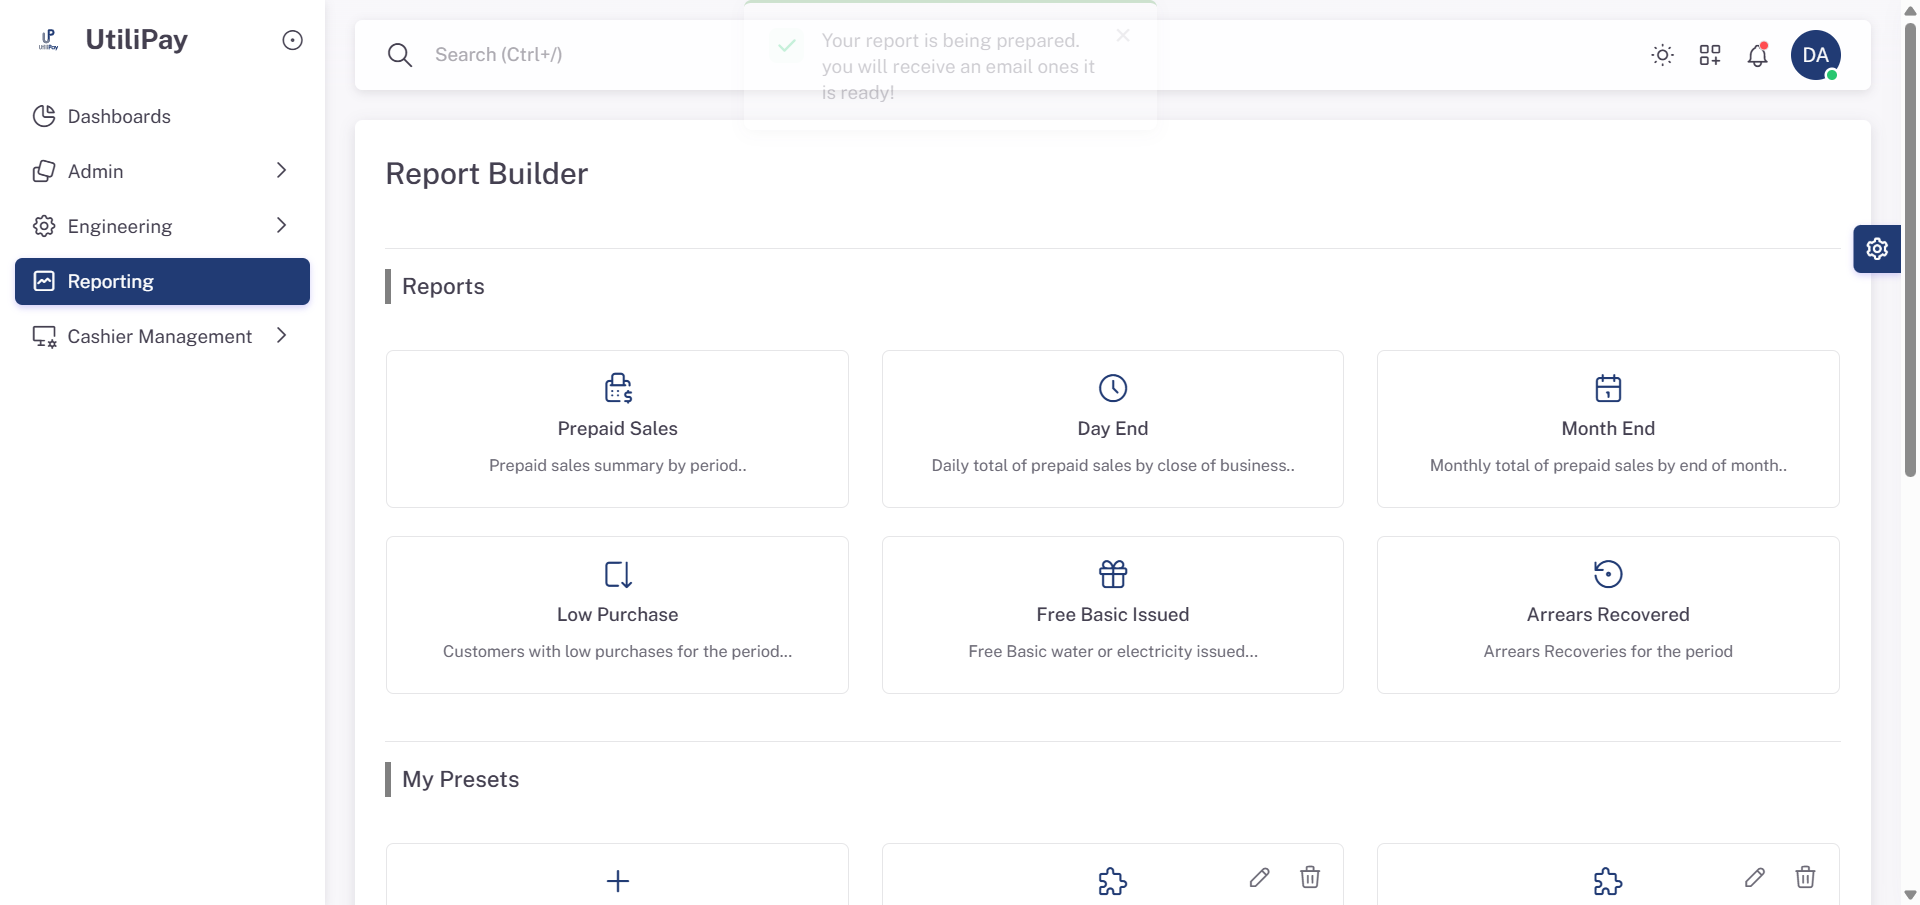 UtiliPay
Dashboards
Admin
Engineering
Reporting
Cashier Management
Search (Ctrl+/)
Your report is being prepared.
you will receive an email ones it
is ready!
DA
Report Builder
Reports
Prepaid Sales
Prepaid sales summary by period..
Day End
Daily total of prepaid sales by close of business..
Month End
Monthly total of prepaid sales by end of month..
Low Purchase
Customers with low purchases for the period...
Free Basic Issued
Free Basic water or electricity issued...
Arrears Recovered
Arrears Recoveries for the period
My Presets